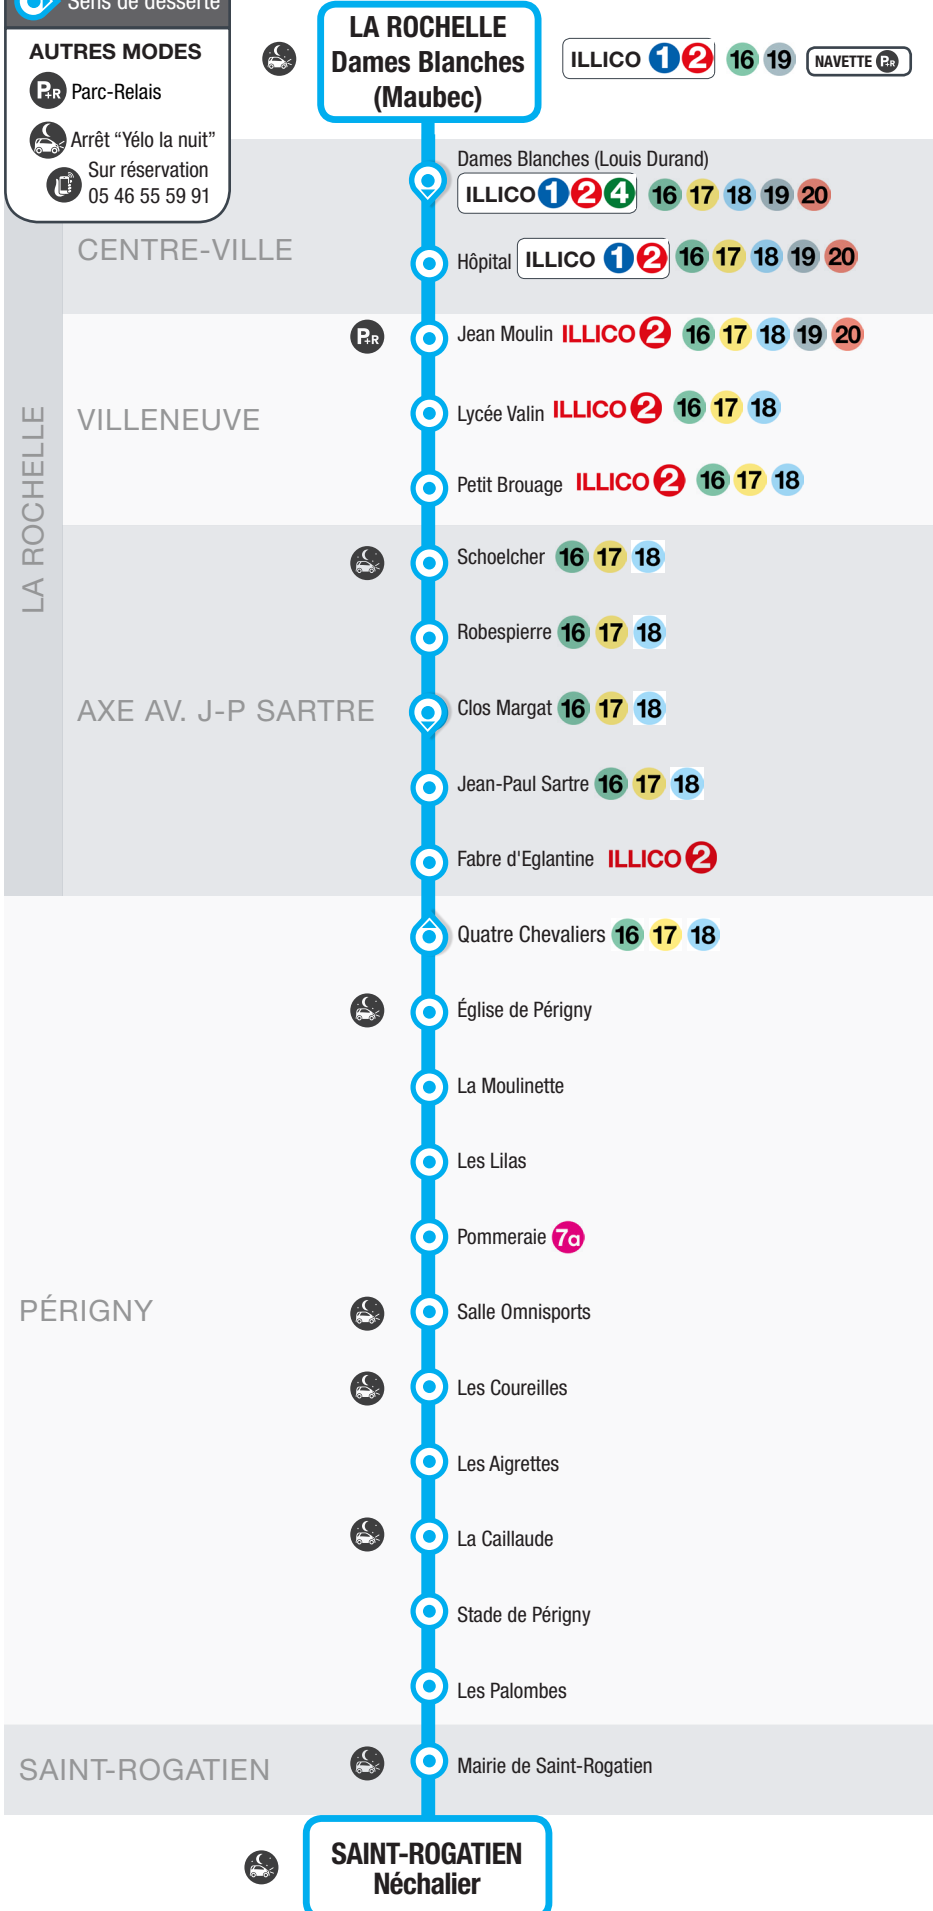 Sens de desserte
AUTRES MODES
P+R Parc-Relais
Arrêt “Yélo la nuit”
Sur réservation
05 46 55 59 91
LA ROCHELLE
Dames Blanches
(Maubec)
ILLICO 1 2 16 19 NAVETTE P+R
LA ROCHELLE
CENTRE-VILLE
Dames Blanches (Louis Durand)
ILLICO 1 2 4 16 17 18 19 20
Hôpital ILLICO 1 2 16 17 18 19 20
VILLENEUVE
P+R Jean Moulin ILLICO 2 16 17 18 19 20
Lycée Valin ILLICO 2 16 17 18
Petit Brouage ILLICO 2 16 17 18
AXE AV. J-P SARTRE
Schoelcher 16 17 18
Robespierre 16 17 18
Clos Margat 16 17 18
Jean-Paul Sartre 16 17 18
Fabre d'Eglantine ILLICO 2
PÉRIGNY
Quatre Chevaliers 16 17 18
Église de Périgny
La Moulinette
Les Lilas
Pommeraie 7a
Salle Omnisports
Les Coureilles
Les Aigrettes
La Caillaude
Stade de Périgny
Les Palombes
SAINT-ROGATIEN
Mairie de Saint-Rogatien
SAINT-ROGATIEN
Néchalier